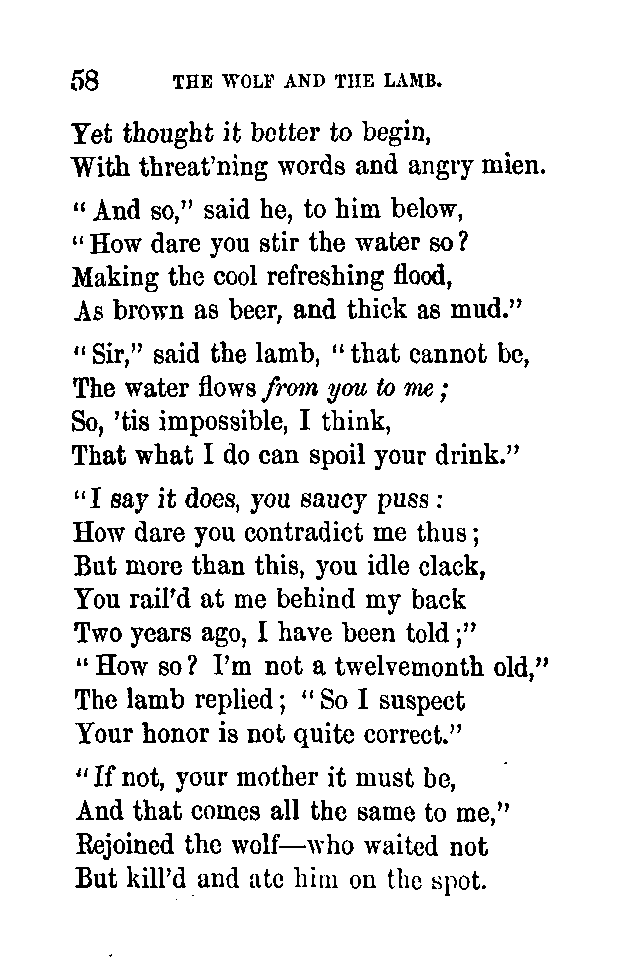 58 THE WOLF AND THE LAMB.
Yet thought it better to begin,
With threat'ning words and angry mien.
"And so," said he, to him below,
"How dare you stir the water so?
Making the cool refreshing flood,
As brown as beer, and thick as mud."
"Sir," said the lamb, "that cannot be,
The water flows from you to me;
So, 'tis impossible, I think,
That what I do can spoil your drink."
"I say it does, you saucy puss:
How dare you contradict me thus;
But more than this, you idle clack,
You rail'd at me behind my back
Two years ago, I have been told;"
"How so? I'm not a twelvemonth old,"
The lamb replied; "So I suspect
Your honor is not quite correct."
"If not, your mother it must be,
And that comes all the same to me,"
Rejoined the wolf—who waited not
But kill'd and ate him on the spot.